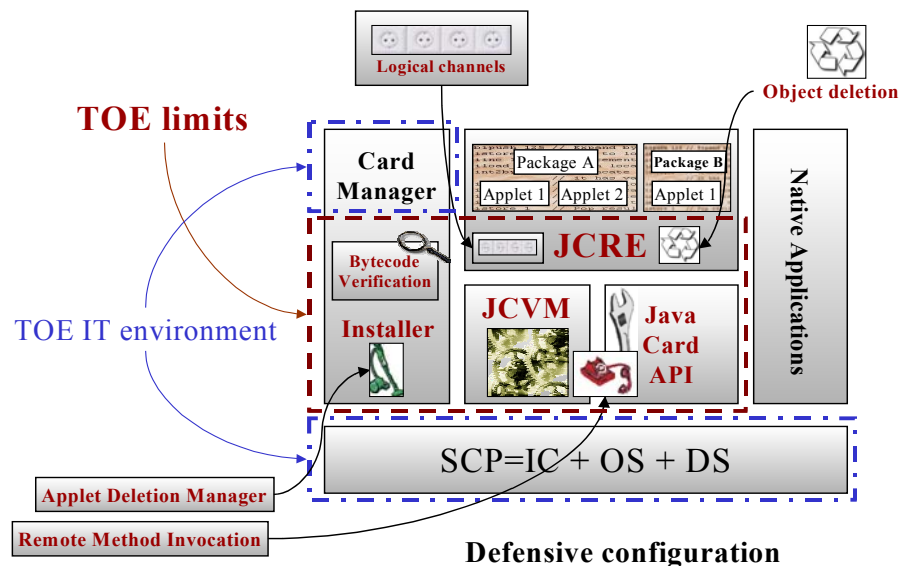 Logical channels
Object deletion
TOE limits
Card
Manager
Package A
Package B
Applet 1
Applet 2
Applet 1
Native Applications
JCRE
Bytecode
Verification
TOE IT environment
Installer
JCVM
Java
Card
API
SCP=IC + OS + DS
Applet Deletion Manager
Remote Method Invocation
Defensive configuration